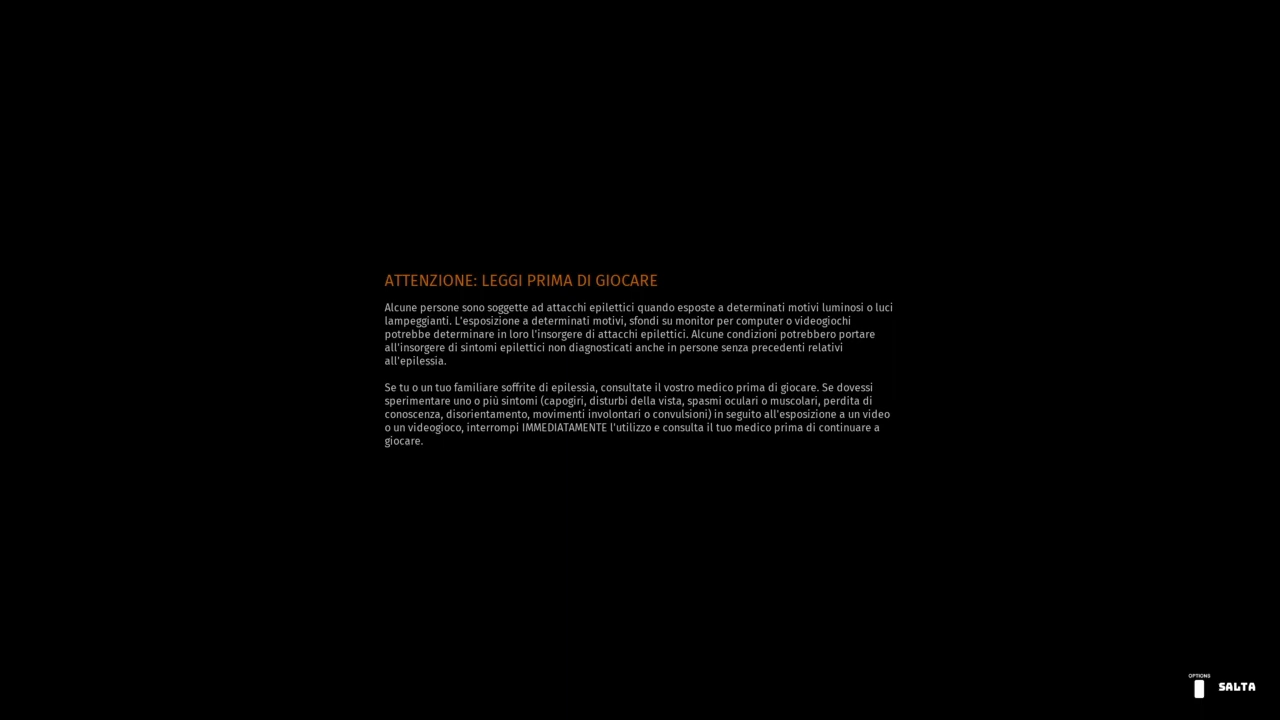 ATTENZIONE: LEGGI PRIMA DI GIOCARE
Alcune persone sono soggette ad attacchi epilettici quando esposte a determinati motivi luminosi o luci
lampeggianti. L'esposizione a determinati motivi, sfondi su monitor per computer o videogiochi
potrebbe determinare in loro l'insorgere di attacchi epilettici. Alcune condizioni potrebbero portare
all'insorgere di sintomi epilettici non diagnosticati anche in persone senza precedenti relativi
all'epilessia.
Se tu o un tuo familiare soffrite di epilessia, consultate il vostro medico prima di giocare. Se dovessi
sperimentare uno o più sintomi (capogiri, disturbi della vista, spasmi oculari o muscolari, perdita di
conoscenza, disorientamento, movimenti involontari o convulsioni) in seguito all'esposizione a un video
o un videogioco, interrompi IMMEDIATAMENTE l'utilizzo e consulta il tuo medico prima di continuare a
giocare.
OPTIONS
SALTA